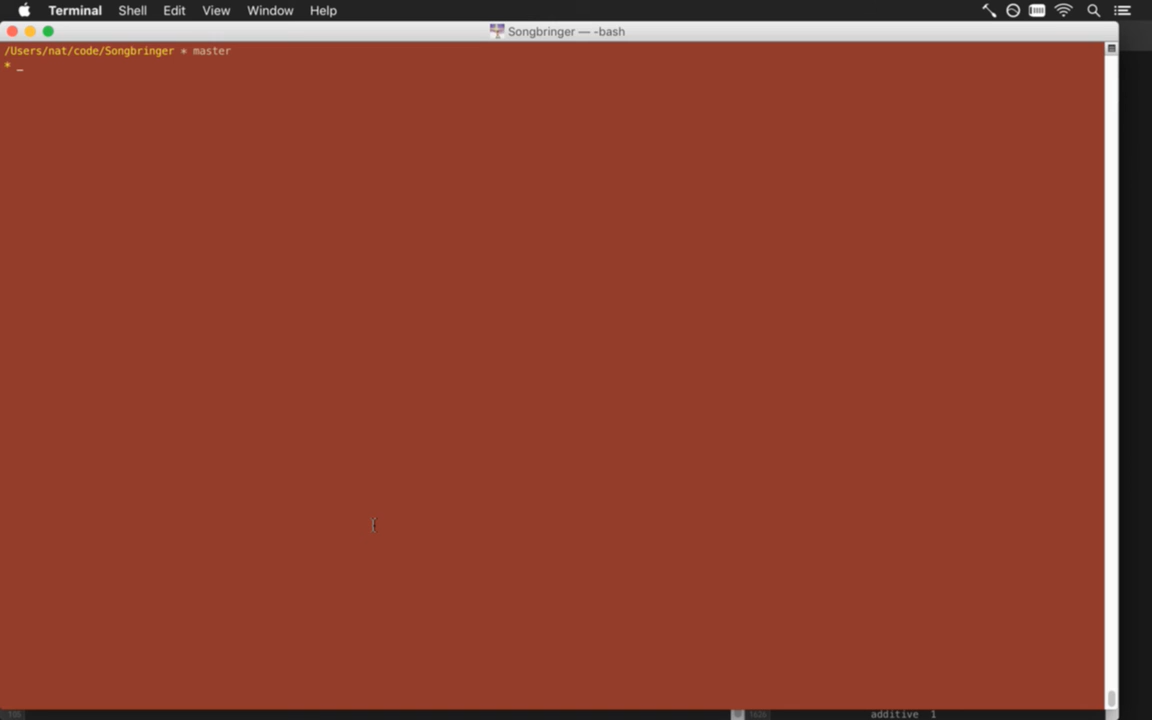 Terminal Shell Edit View Window Help
Songbringer — -bash
/Users/nat/code/Songbringer * master
* _
additive 1